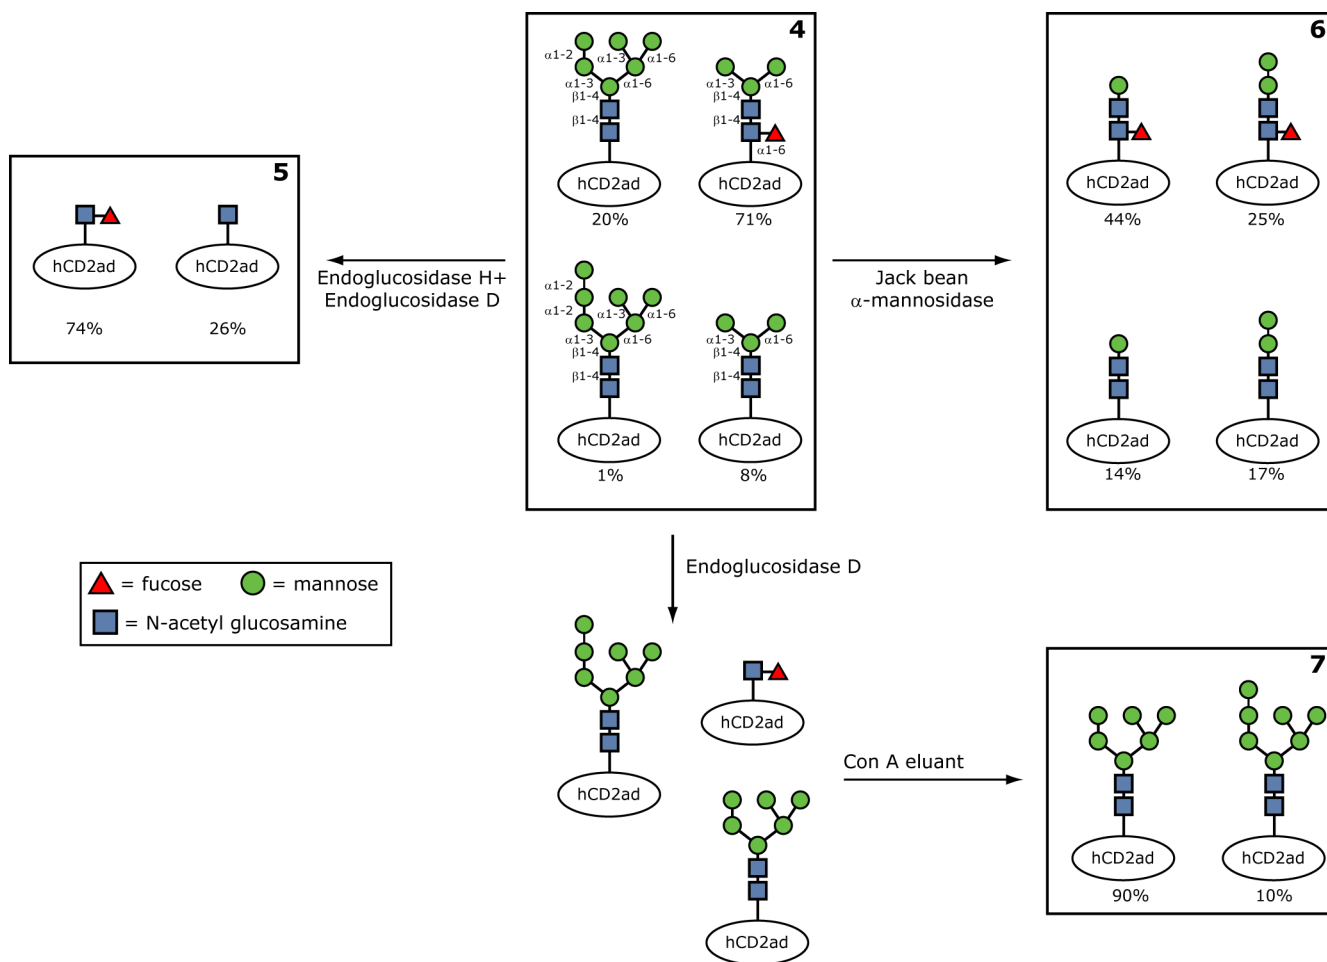 4
α1-2
α1-3
α1-6
α1-3
α1-6
β1-4
β1-4
hCD2ad
20%
α1-3
α1-6
β1-4
β1-4
α1-6
hCD2ad
71%
α1-2
α1-2
α1-3
α1-6
α1-3
α1-6
β1-4
β1-4
hCD2ad
1%
α1-3
α1-6
β1-4
β1-4
hCD2ad
8%
5
hCD2ad
74%
hCD2ad
26%
Endoglucosidase H+
Endoglucosidase D
Jack bean
α-mannosidase
6
hCD2ad
44%
hCD2ad
25%
hCD2ad
14%
hCD2ad
17%
Endoglucosidase D
= fucose
= mannose
= N-acetyl glucosamine
hCD2ad
hCD2ad
hCD2ad
Con A eluant
7
hCD2ad
90%
hCD2ad
10%